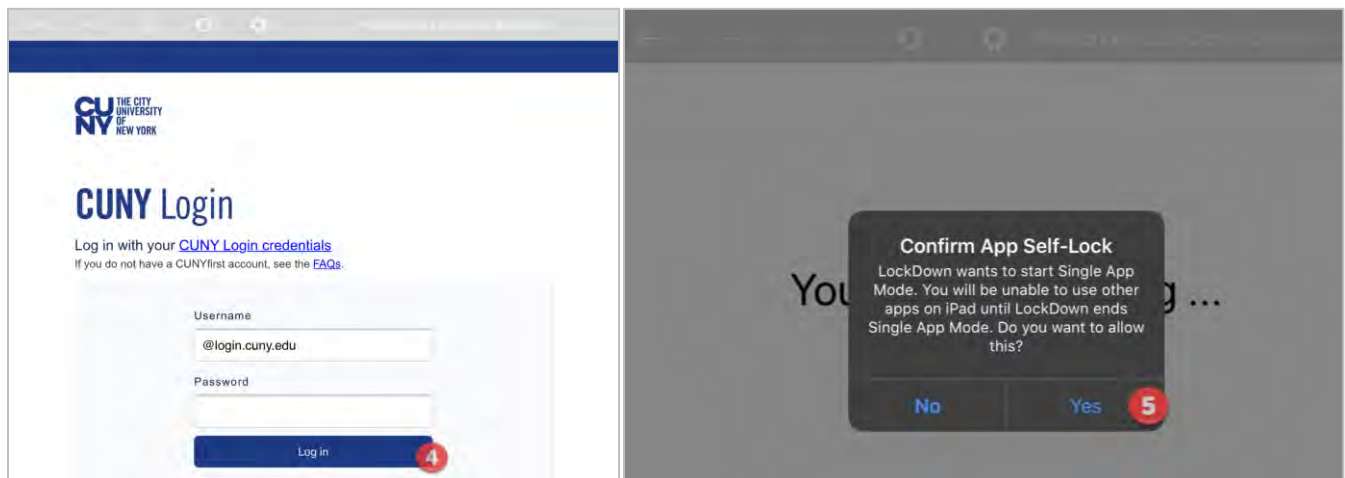 CU THE CITY
UNIVERSITY
NY OF
NEW YORK
CUNY Login
Log in with your CUNY Login credentials
If you do not have a CUNYfirst account, see the FAQs.
Username
@login.cuny.edu
Password
Log in
4
Confirm App Self-Lock
LockDown wants to start Single App
Mode. You will be unable to use other
apps on iPad until LockDown ends
Single App Mode. Do you want to allow
this?
No
Yes
5
...